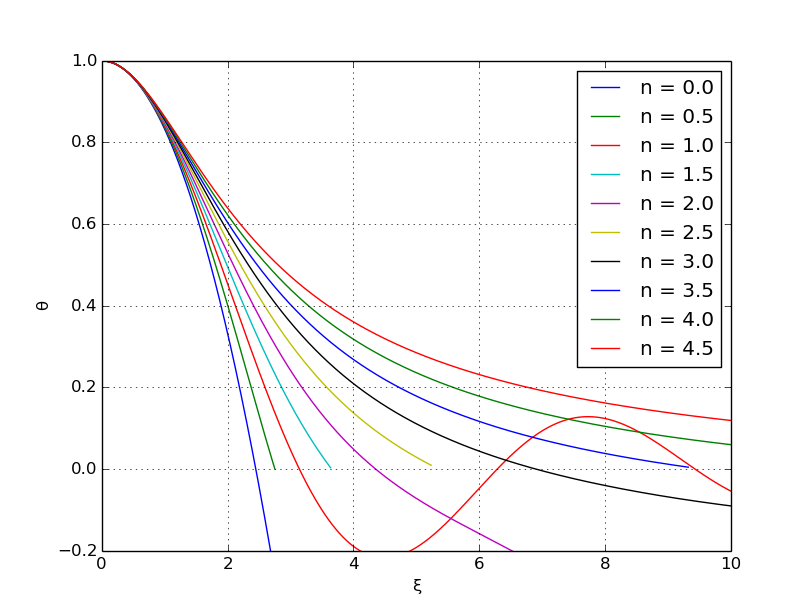 1.0
0.8
0.6
0.4
0.2
0.0
−0.2
θ
0 2 4 6 8 10
ξ
n = 0.0
n = 0.5
n = 1.0
n = 1.5
n = 2.0
n = 2.5
n = 3.0
n = 3.5
n = 4.0
n = 4.5